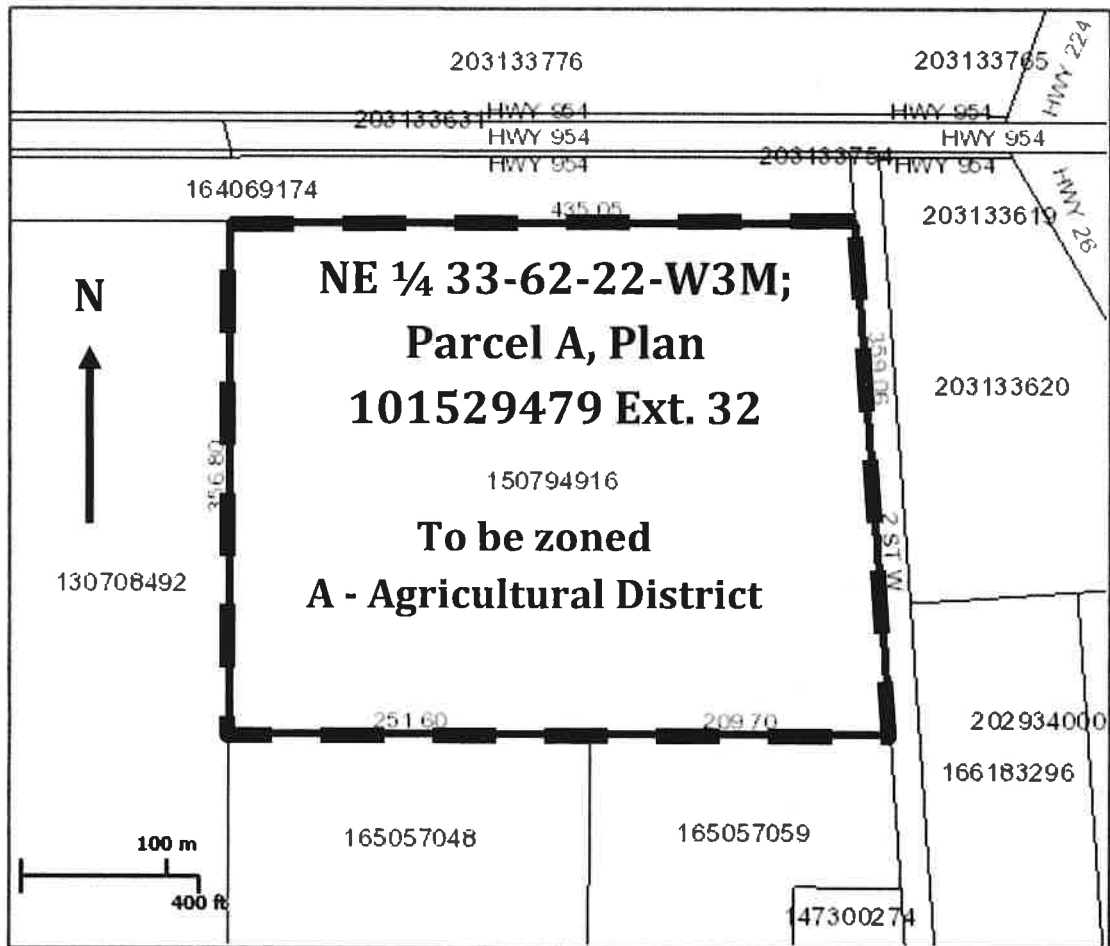 203133776
203133765
HWY 224
203133631
HWY 954
HWY 954
HWY 954
HWY 954
HWY 954
203133754
HWY 954
164069174
HWY 26
203133619
435.05
NE ¼ 33-62-22-W3M;
Parcel A, Plan
101529479 Ext. 32
150794916
To be zoned
A - Agricultural District
N
356.80
359.06
2 ST W
203133620
130708492
251.60
209.70
202934000
166183296
165057048
165057059
147300274
100 m
400 ft